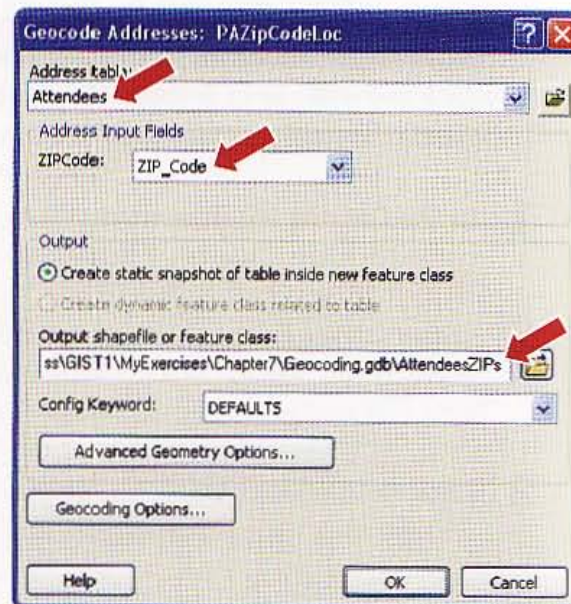 Geocode Addresses: PAZipCodeLoc
Address table:
Attendees
Address Input Fields
ZIPCode:
ZIP_Code
Output
Create static snapshot of table inside new feature class
Create dynamic feature class related to table
Output shapefile or feature class:
ss\GIST1\MyExercises\Chapter7\Geocoding.gdb\AttendeesZIPs
Config Keyword:
DEFAULTS
Advanced Geometry Options...
Geocoding Options...
Help
OK
Cancel